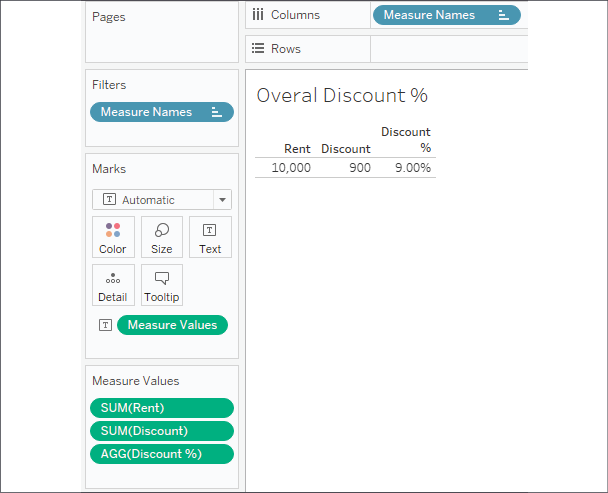 Pages
Columns
Measure Names
Rows
Filters
Measure Names
Marks
Automatic
Color Size Text
Detail Tooltip
Measure Values
Measure Values
SUM(Rent)
SUM(Discount)
AGG(Discount %)
Overal Discount %
Discount
Rent Discount %
10,000 900 9.00%